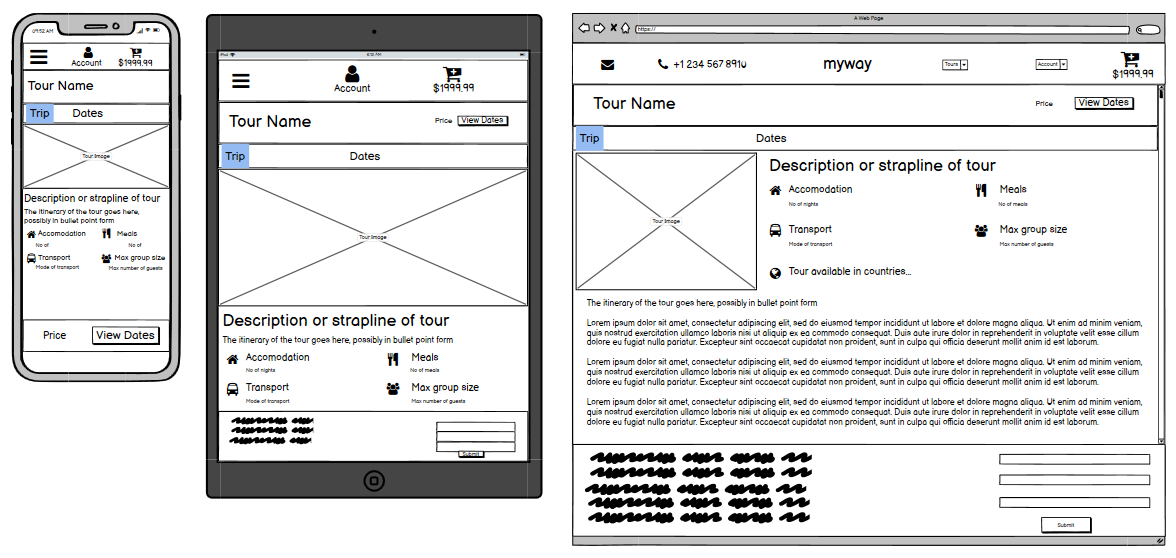 09:52 AM
Account
$1999.99
Tour Name
Trip Dates
Tour Image
Description or strapline of tour
The itinerary of the tour goes here,
possibly in bullet point form
Accomodation Meals
No of No of
Transport Max group size
Mode of transport Max number of guests
Price View Dates
iPad
Account
$1999.99
Tour Name
Price View Dates
Trip Dates
Tour Image
Description or strapline of tour
The itinerary of the tour goes here, possibly in bullet point form
Accomodation Meals
No of nights No of meals
Transport Max group size
Mode of transport Max number of guests
Submit
A Web Page
https://
+1 234 567 8910 myway Tours Account
$1999.99
Tour Name Price View Dates
Trip Dates
Tour Image
Description or strapline of tour
Accomodation Meals
No of nights No of meals
Transport Max group size
Mode of transport Max number of guests
Tour available in countries...
The itinerary of the tour goes here, possibly in bullet point form
Lorem ipsum dolor sit amet, consectetur adipiscing elit, sed do eiusmod tempor incididunt ut labore et dolore magna aliqua. Ut enim ad minim veniam,
quis nostrud exercitation ullamco laboris nisi ut aliquip ex ea commodo consequat. Duis aute irure dolor in reprehenderit in voluptate velit esse cillum
dolore eu fugiat nulla pariatur. Excepteur sint occaecat cupidatat non proident, sunt in culpa qui officia deserunt mollit anim id est laborum.
Lorem ipsum dolor sit amet, consectetur adipiscing elit, sed do eiusmod tempor incididunt ut labore et dolore magna aliqua. Ut enim ad minim veniam,
quis nostrud exercitation ullamco laboris nisi ut aliquip ex ea commodo consequat. Duis aute irure dolor in reprehenderit in voluptate velit esse cillum
dolore eu fugiat nulla pariatur. Excepteur sint occaecat cupidatat non proident, sunt in culpa qui officia deserunt mollit anim id est laborum.
Lorem ipsum dolor sit amet, consectetur adipiscing elit, sed do eiusmod tempor incididunt ut labore et dolore magna aliqua. Ut enim ad minim veniam,
quis nostrud exercitation ullamco laboris nisi ut aliquip ex ea commodo consequat. Duis aute irure dolor in reprehenderit in voluptate velit esse cillum
dolore eu fugiat nulla pariatur. Excepteur sint occaecat cupidatat non proident, sunt in culpa qui officia deserunt mollit anim id est laborum.
Submit